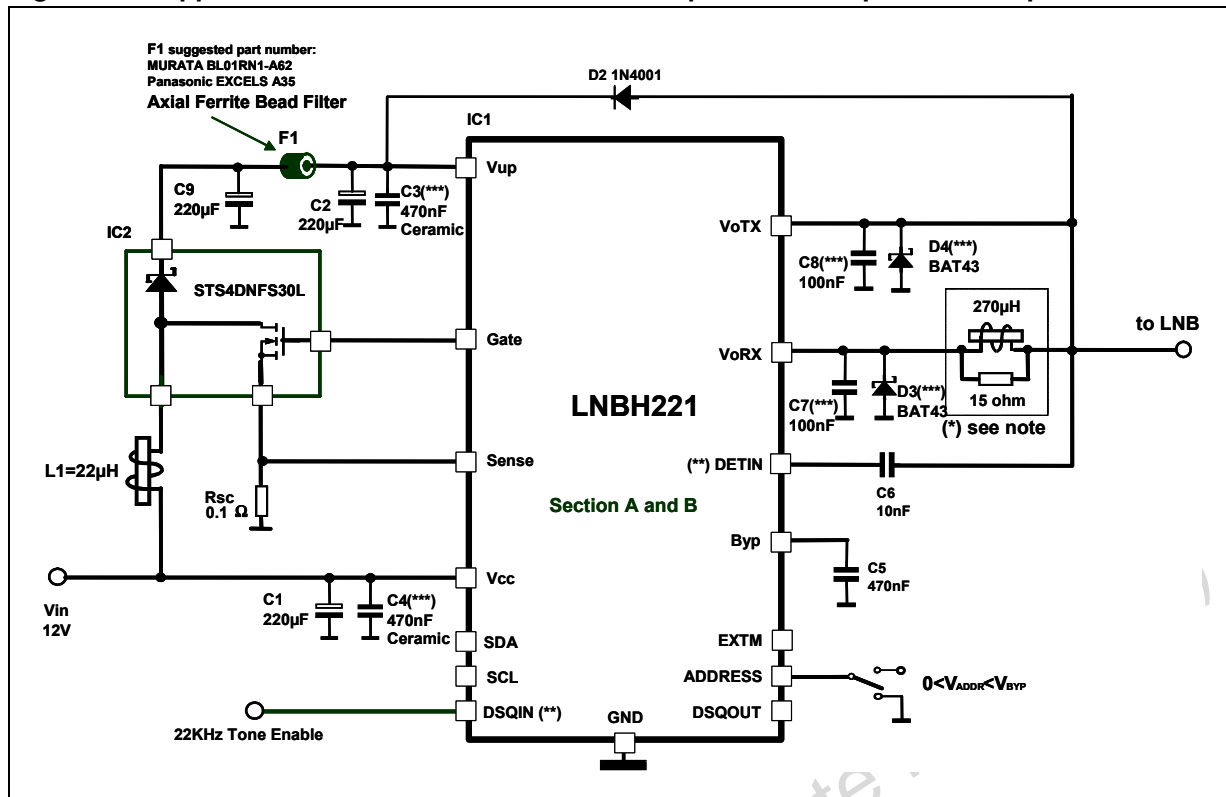 F1 suggested part number:
MURATA BL01RN1-A62
Panasonic EXCELS A35
Axial Ferrite Bead Filter
F1
D2 1N4001
IC1
Vup
C9
220µF
C2
220µF
C3(***)
470nF
Ceramic
IC2
STS4DNFS30L
VoTX
C8(***)
100nF
D4(***)
BAT43
270µH
15 ohm
(*) see note
to LNB
Gate
VoRX
C7(***)
100nF
D3(***)
BAT43
LNBH221
L1=22µH
Sense
Rsc
0.1 Ω
(**) DETIN
C6
10nF
Section A and B
Byp
C5
470nF
Vin
12V
Vcc
C1
220µF
C4(***)
470nF
Ceramic
SDA
SCL
DSQIN (**)
22KHz Tone Enable
EXTM
ADDRESS
0<VADDR<VBYP
DSQOUT
GND